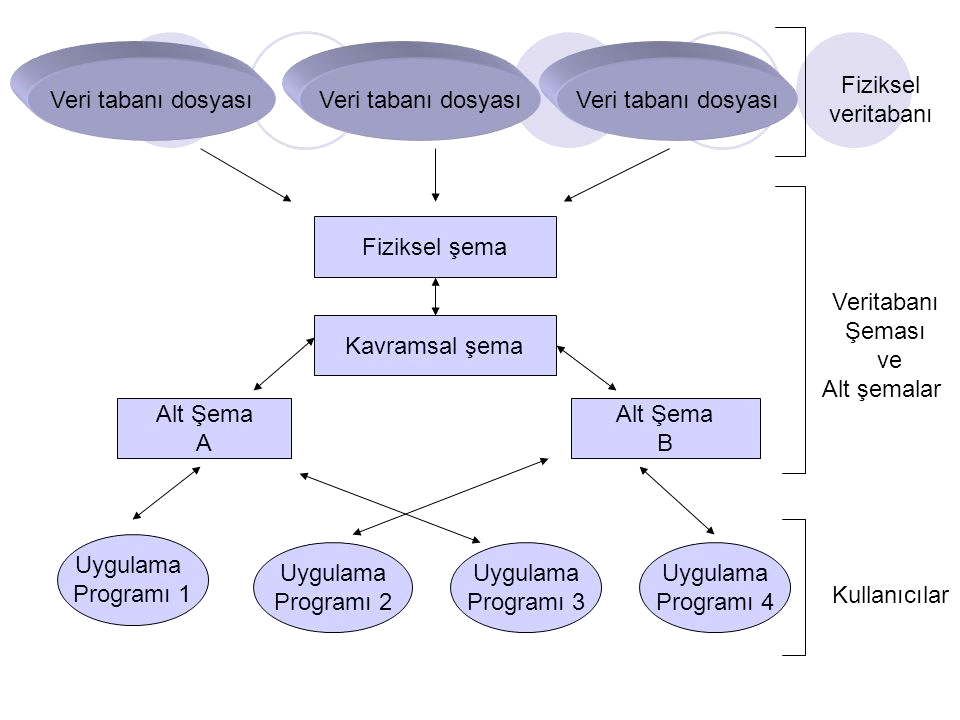 Veri tabanı dosyası
Veri tabanı dosyası
Veri tabanı dosyası
Fiziksel
veritabanı
Fiziksel şema
Kavramsal şema
Veritabanı
Şeması
ve
Alt şemalar
Alt Şema
A
Alt Şema
B
Uygulama
Programı 1
Uygulama
Programı 2
Uygulama
Programı 3
Uygulama
Programı 4
Kullanıcılar